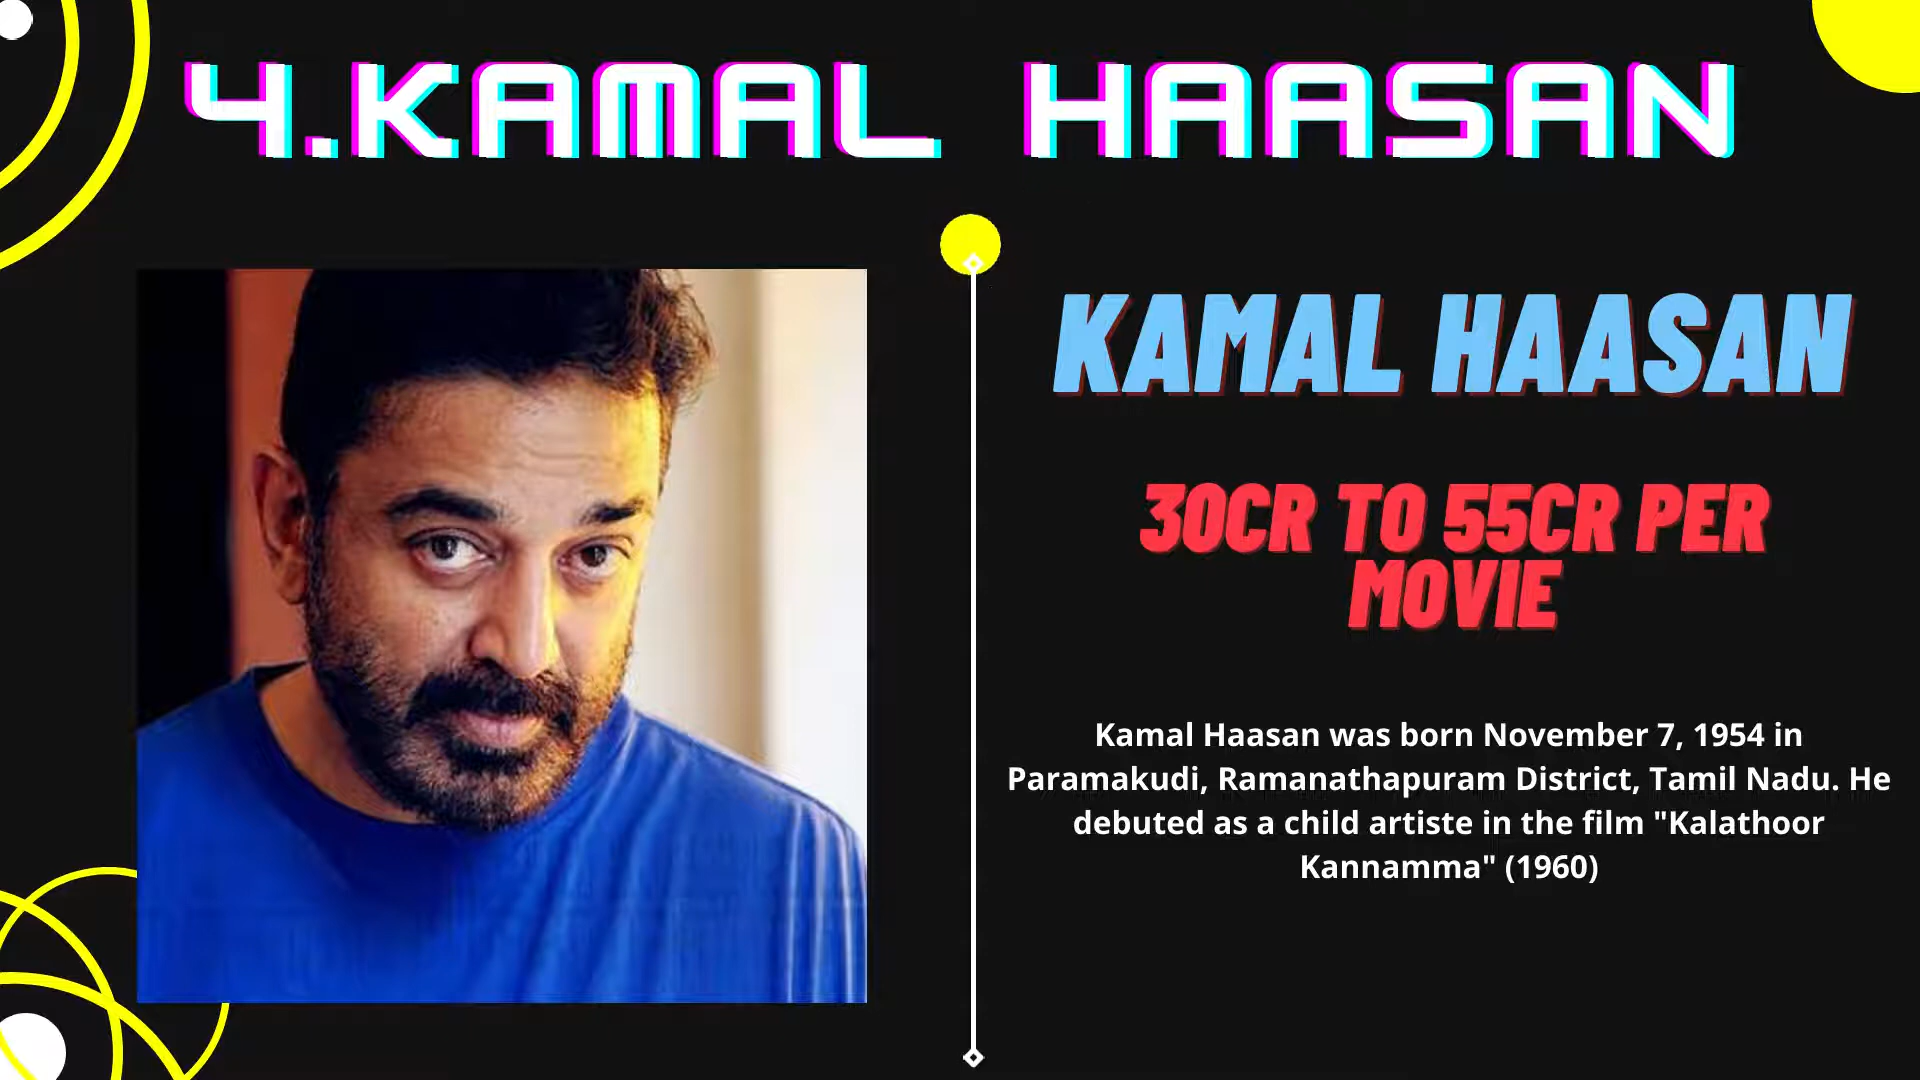 4.KAMAL HAASAN
KAMAL HAASAN
30CR TO 55CR PER
MOVIE
Kamal Haasan was born November 7, 1954 in
Paramakudi, Ramanathapuram District, Tamil Nadu. He
debuted as a child artiste in the film "Kalathoor
Kannamma" (1960)